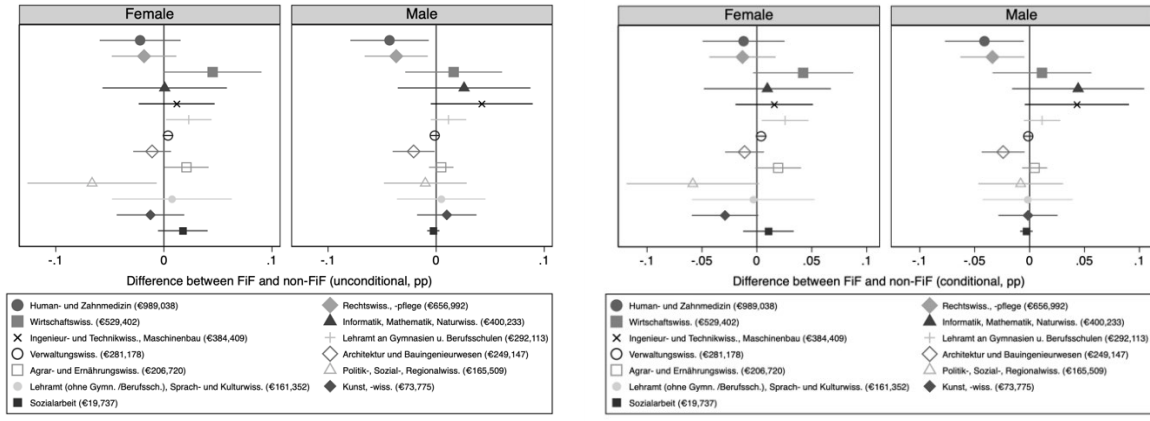 Female Male
-.1 0 .1 -.1 0 .1
Difference between FiF and non-FiF (unconditional, pp)
Human- und Zahnmedizin (€989,038) Rechtswiss., -pflege (€656,992)
Wirtschaftswiss. (€529,402) Informatik, Mathematik, Naturwiss. (€400,233)
Ingenieur- und Technikwiss., Maschinenbau (€384,409) Lehramt an Gymnasien u. Berufsschulen (€292,113)
Verwaltungswiss. (€281,178) Architektur und Bauingenieurwesen (€249,147)
Agrar- und Ernährungswiss. (€206,720) Politik-, Sozial-, Regionalwiss. (€165,509)
Lehramt (ohne Gymn. /Berufssch.), Sprach- und Kulturwiss. (€161,352) Kunst, -wiss. (€73,775)
Sozialarbeit (€19,737)
Female Male
-.1 -.05 0 .05 .1 -.1 -.05 0 .05 .1
Difference between FiF and non-FiF (conditional, pp)
Human- und Zahnmedizin (€989,038) Rechtswiss., -pflege (€656,992)
Wirtschaftswiss. (€529,402) Informatik, Mathematik, Naturwiss. (€400,233)
Ingenieur- und Technikwiss., Maschinenbau (€384,409) Lehramt an Gymnasien u. Berufsschulen (€292,113)
Verwaltungswiss. (€281,178) Architektur und Bauingenieurwesen (€249,147)
Agrar- und Ernährungswiss. (€206,720) Politik-, Sozial-, Regionalwiss. (€165,509)
Lehramt (ohne Gymn. /Berufssch.), Sprach- und Kulturwiss. (€161,352) Kunst, -wiss. (€73,775)
Sozialarbeit (€19,737)